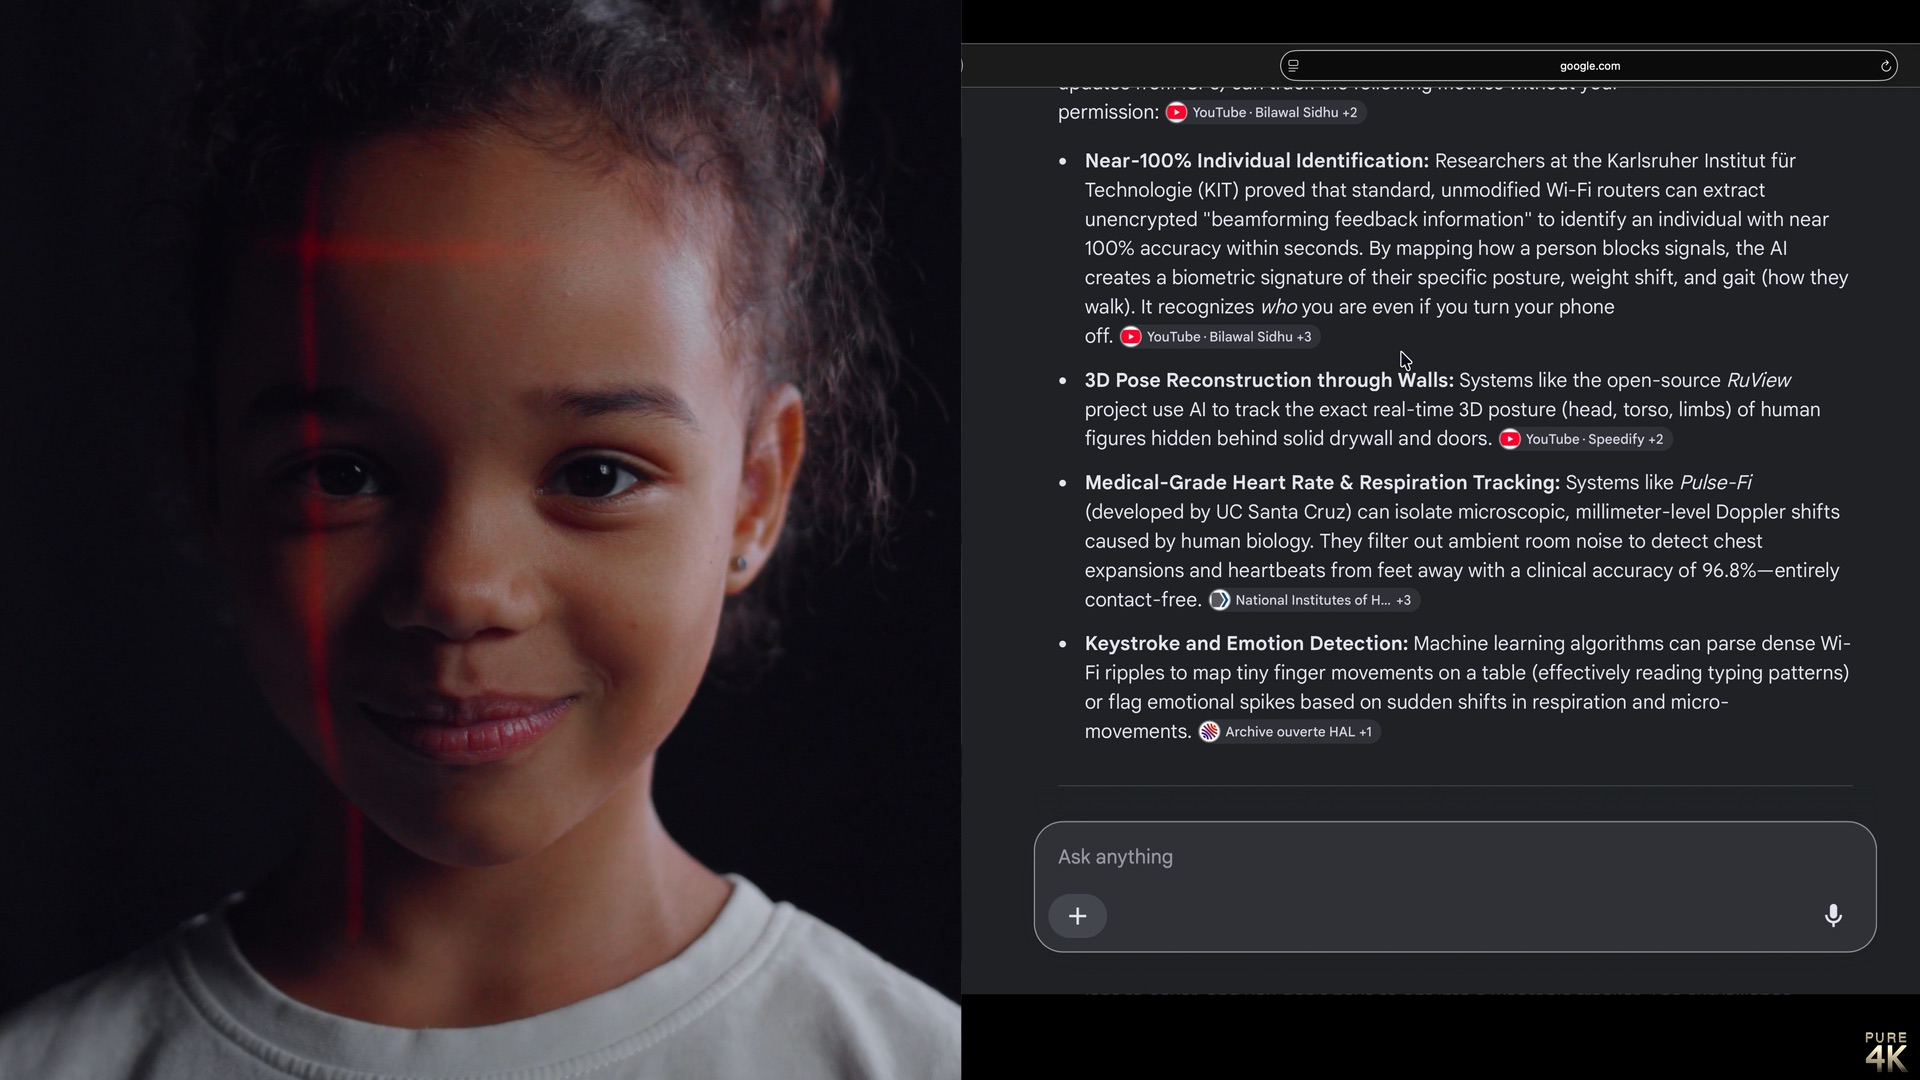 google.com
permission: YouTube · Bilawal Sidhu +2
• Near-100% Individual Identification: Researchers at the Karlsruher Institut für
Technologie (KIT) proved that standard, unmodified Wi-Fi routers can extract
unencrypted "beamforming feedback information" to identify an individual with near
100% accuracy within seconds. By mapping how a person blocks signals, the AI
creates a biometric signature of their specific posture, weight shift, and gait (how they
walk). It recognizes who you are even if you turn your phone
off. YouTube · Bilawal Sidhu +3
• 3D Pose Reconstruction through Walls: Systems like the open-source RuView
project use AI to track the exact real-time 3D posture (head, torso, limbs) of human
figures hidden behind solid drywall and doors. YouTube · Speedify +2
• Medical-Grade Heart Rate & Respiration Tracking: Systems like Pulse-Fi
(developed by UC Santa Cruz) can isolate microscopic, millimeter-level Doppler shifts
caused by human biology. They filter out ambient room noise to detect chest
expansions and heartbeats from feet away with a clinical accuracy of 96.8%—entirely
contact-free. National Institutes of H... +3
• Keystroke and Emotion Detection: Machine learning algorithms can parse dense Wi-
Fi ripples to map tiny finger movements on a table (effectively reading typing patterns)
or flag emotional spikes based on sudden shifts in respiration and micro-
movements. Archive ouverte HAL +1
Ask anything
PURE
4K